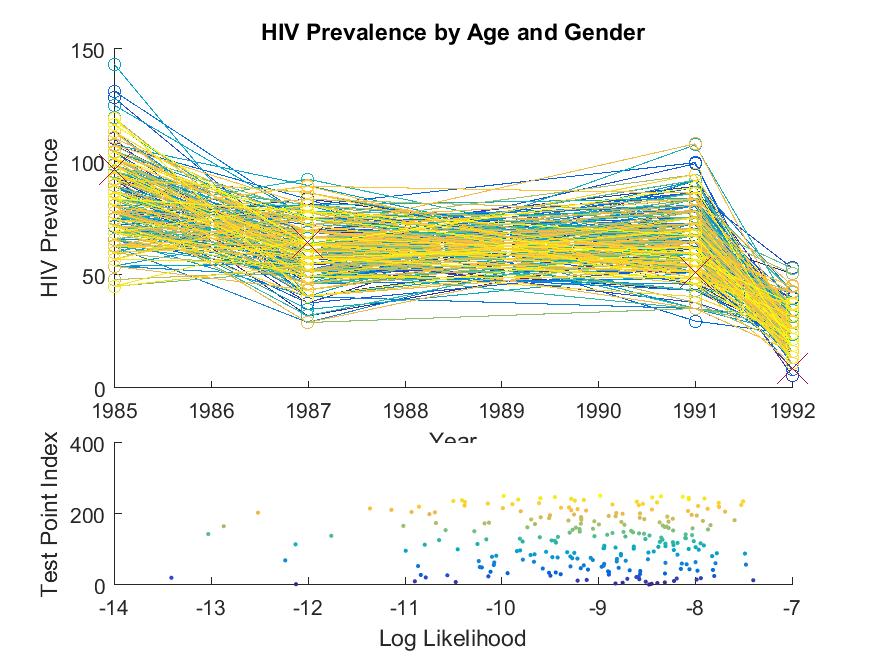 HIV Prevalence by Age and Gender
150
100
50
0
HIV Prevalence
1985 1986 1987 1988 1989 1990 1991 1992
Year
400
200
0
Test Point Index
-14 -13 -12 -11 -10 -9 -8 -7
Log Likelihood